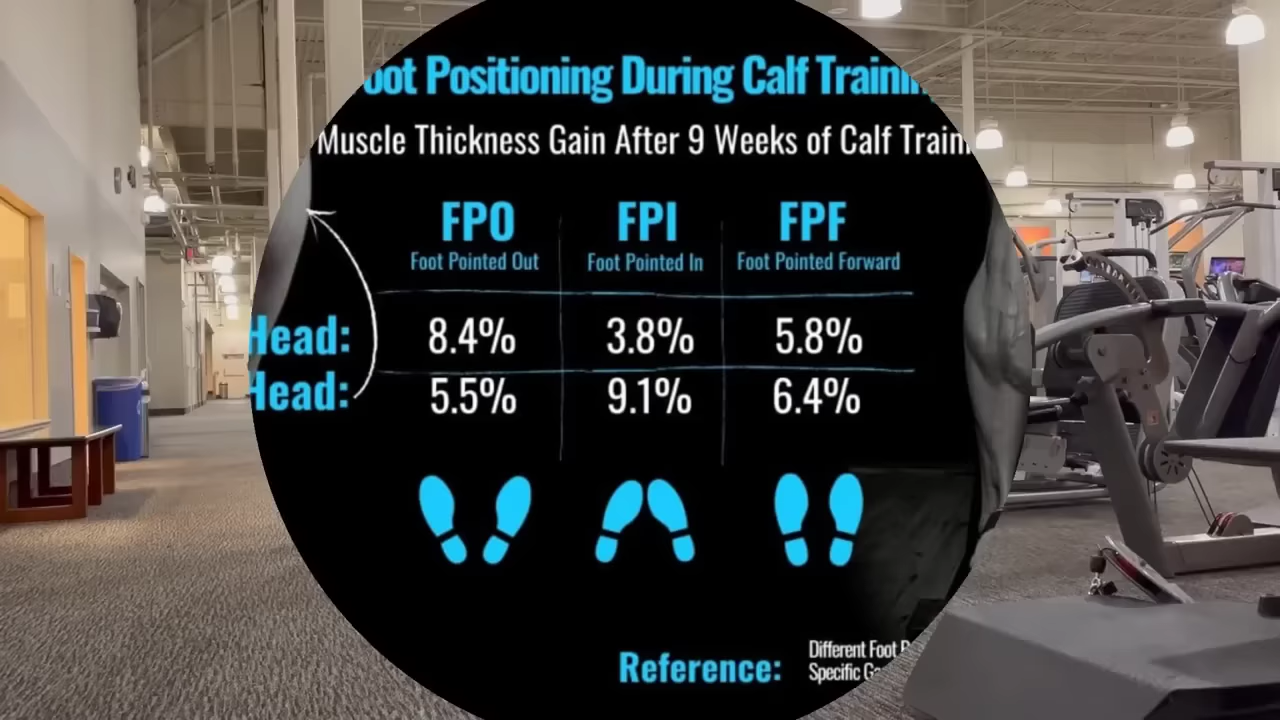 oot Positioning During Calf Trainin
Muscle Thickness Gain After 9 Weeks of Calf Train
FPO FPI FPF
Foot Pointed Out Foot Pointed In Foot Pointed Forward
Head: 8.4% 3.8% 5.8%
Head: 5.5% 9.1% 6.4%
Different Foot P
Reference: Specific Ga